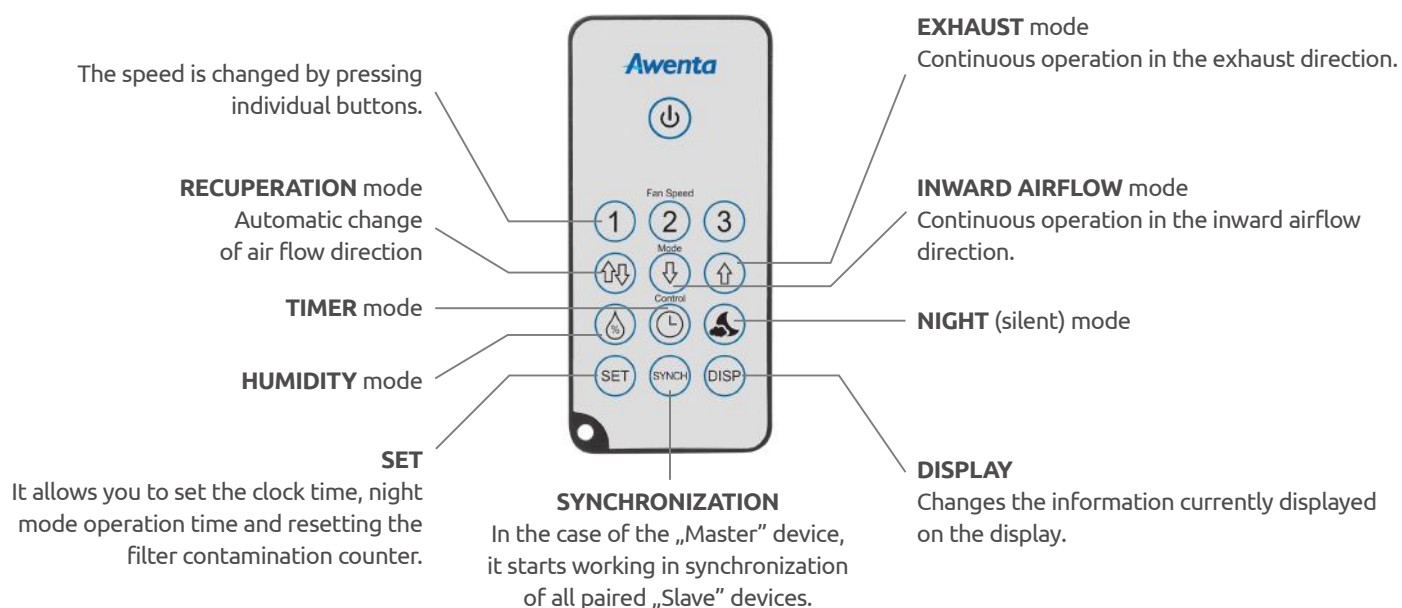 The speed is changed by pressing
individual buttons.
RECUPERATION mode
Automatic change
of air flow direction
TIMER mode
HUMIDITY mode
SET
It allows you to set the clock time, night
mode operation time and resetting the
filter contamination counter.
Awenta
Fan Speed
1 2 3
Mode
Control
%
SET SYNCH DISP
SYNCHRONIZATION
In the case of the „Master” device,
it starts working in synchronization
of all paired „Slave” devices.
EXHAUST mode
Continuous operation in the exhaust direction.
INWARD AIRFLOW mode
Continuous operation in the inward airflow
direction.
NIGHT (silent) mode
DISPLAY
Changes the information currently displayed
on the display.